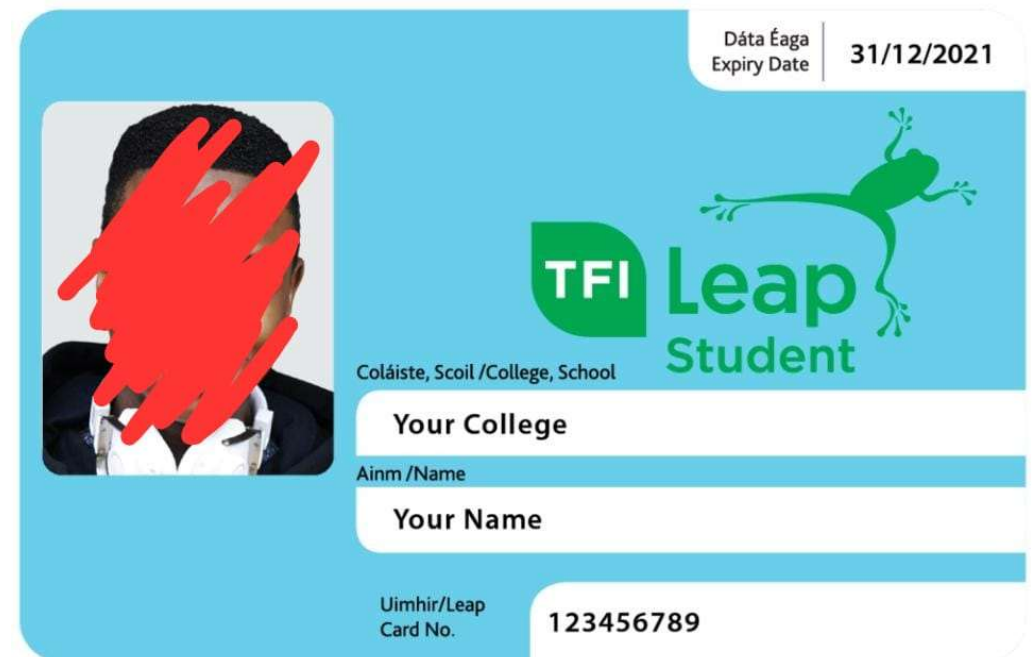 Dáta Éaga
Expiry Date
31/12/2021
TFI
Leap
Student
Coláiste, Scoil /College, School
Your College
Ainm /Name
Your Name
Uimhir/Leap
Card No.
123456789